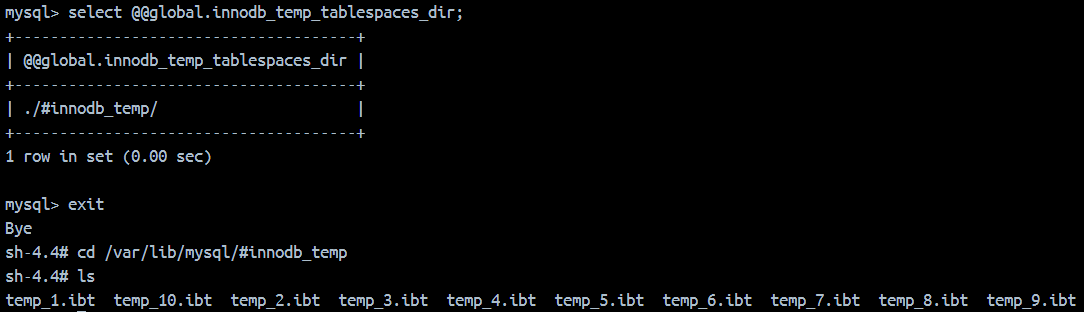 mysql> select @@global.innodb_temp_tablespaces_dir;
+-------------------------------------+
| @@global.innodb_temp_tablespaces_dir |
+-------------------------------------+
| ./#innodb_temp/                      |
+-------------------------------------+
1 row in set (0.00 sec)

mysql> exit
Bye
sh-4.4# cd /var/lib/mysql/#innodb_temp
sh-4.4# ls
temp_1.ibt  temp_10.ibt  temp_2.ibt  temp_3.ibt  temp_4.ibt  temp_5.ibt  temp_6.ibt  temp_7.ibt  temp_8.ibt  temp_9.ibt